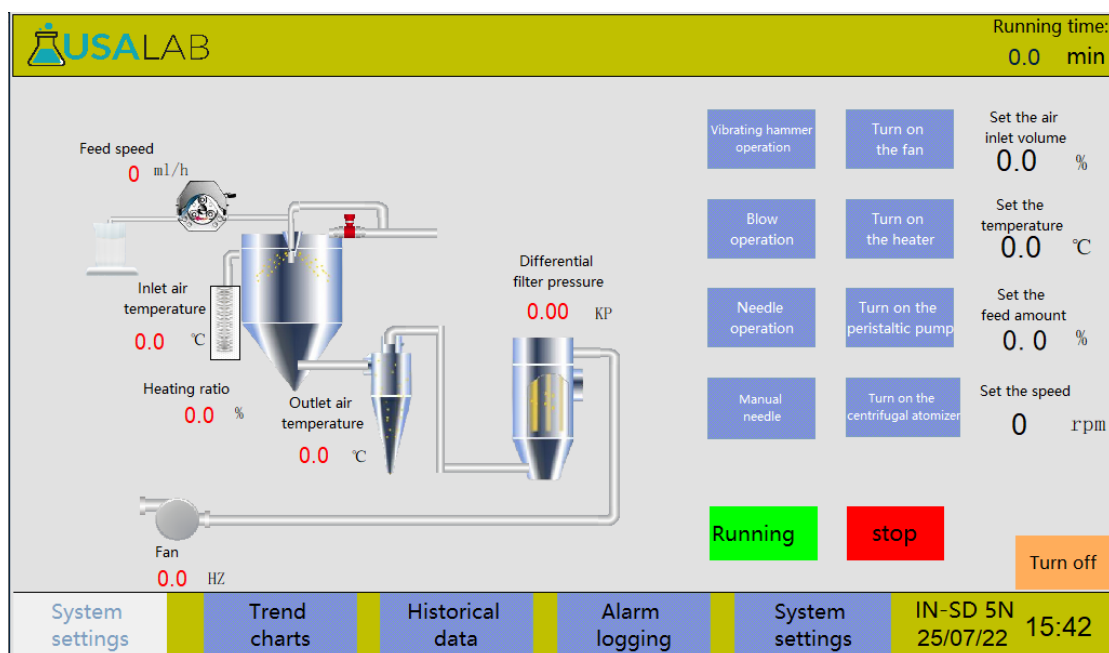 USALAB
Running time:
0.0 min
Feed speed
0 ml/h
Inlet air
temperature
0.0 ℃
Heating ratio
0.0 %
Outlet air
temperature
0.0 ℃
Differential
filter pressure
0.00 KP
Fan
0.0 HZ
Vibrating hammer
operation
Turn on
the fan
Set the air
inlet volume
0.0 %
Blow
operation
Turn on
the heater
Set the
temperature
0.0 ℃
Needle
operation
Turn on the
peristaltic pump
Set the
feed amount
0.0 %
Manual
needle
Turn on the
centrifugal atomizer
Set the speed
0 rpm
Running
stop
Turn off
System
settings
Trend
charts
Historical
data
Alarm
logging
System
settings
IN-SD 5N
25/07/22
15:42